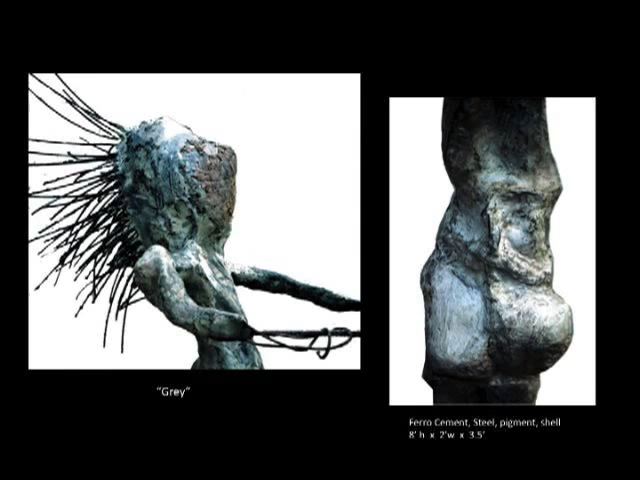 “Grey”
Ferro Cement, Steel, pigment, shell
8’ h x 2’w x 3.5’